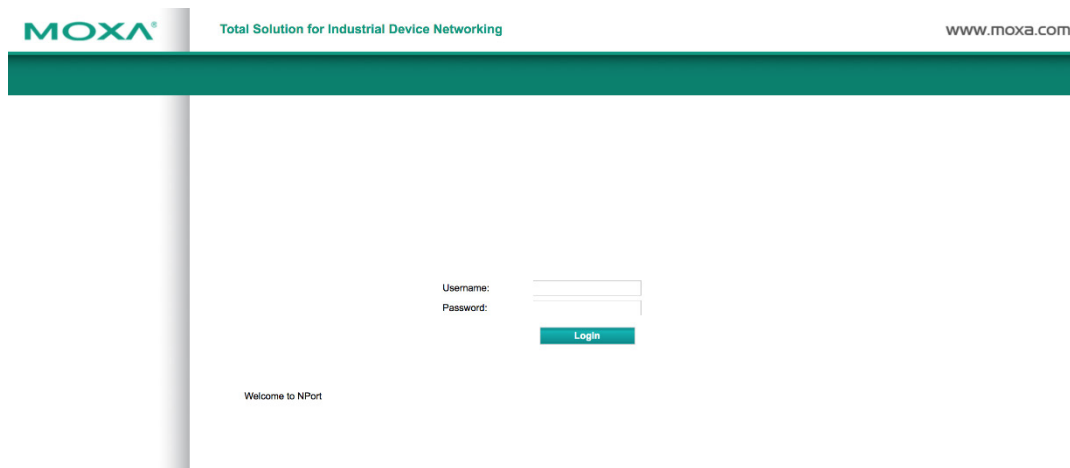 MOXA®
Total Solution for Industrial Device Networking
www.moxa.com
Username:
Password:
Login
Welcome to NPort